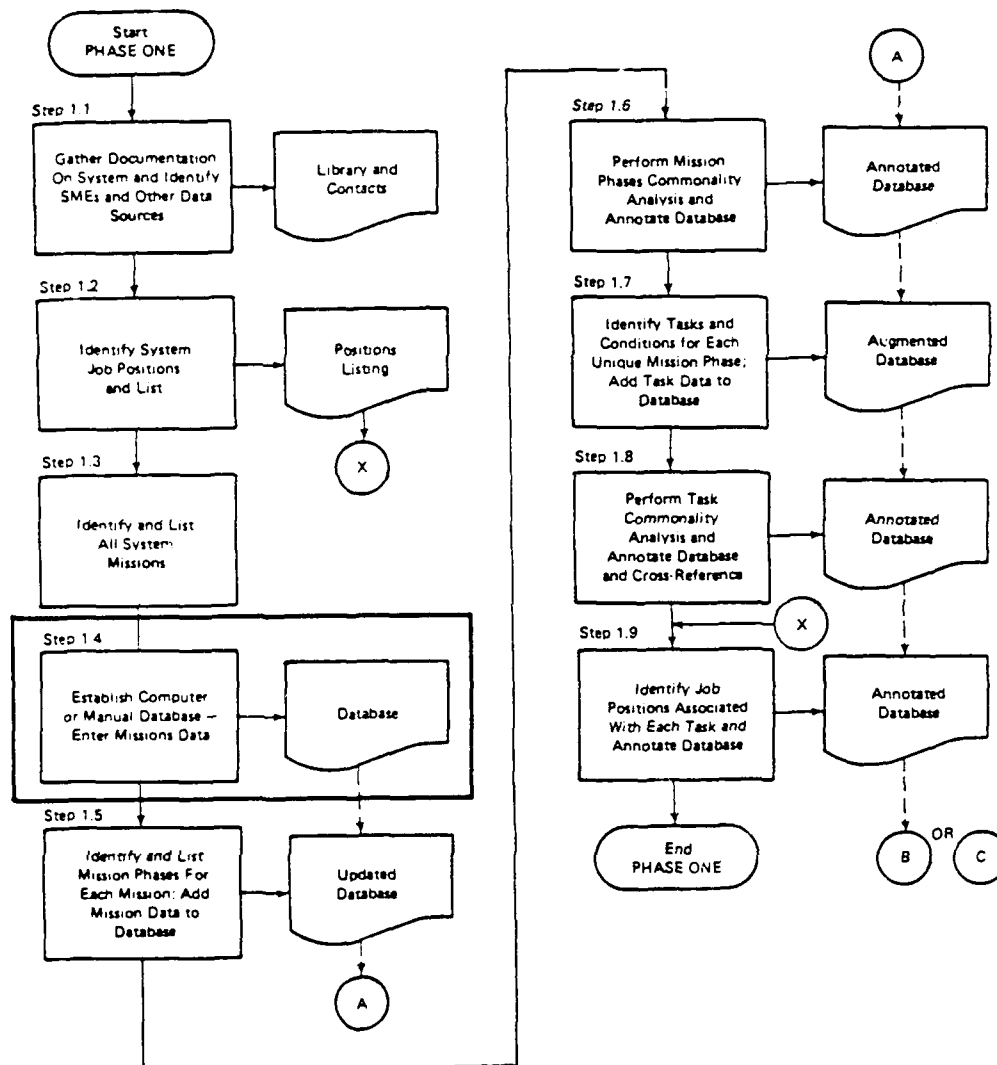 Start
PHASE ONE
Step 1.1
Gather Documentation
On System and Identify
SMEs and Other Data
Sources
Library and
Contacts
Step 1.2
Identify System
Job Positions
and List
Positions
Listing
X
Step 1.3
Identify and List
All System
Missions
Step 1.4
Establish Computer
or Manual Database –
Enter Missions Data
Database
Step 1.5
Identify and List
Mission Phases For
Each Mission; Add
Mission Data to
Database
Updated
Database
A
A
Step 1.6
Perform Mission
Phases Commonality
Analysis and
Annotate Database
Annotated
Database
Step 1.7
Identify Tasks and
Conditions for Each
Unique Mission Phase;
Add Task Data to
Database
Augmented
Database
Step 1.8
Perform Task
Commonality
Analysis and
Annotate Database
and Cross-Reference
Annotated
Database
X
Step 1.9
Identify Job
Positions Associated
With Each Task and
Annotate Database
Annotated
Database
End
PHASE ONE
B
OR
C